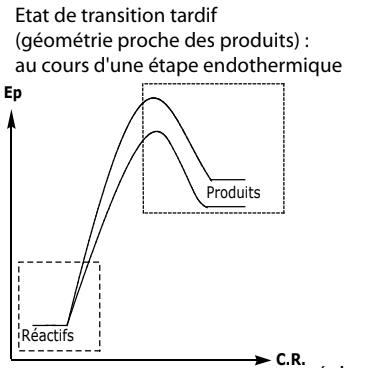 Etat de transition tardif
(géométrie proche des produits) :
au cours d'une étape endothermique
Ep
Produits
Réactifs
C.R.